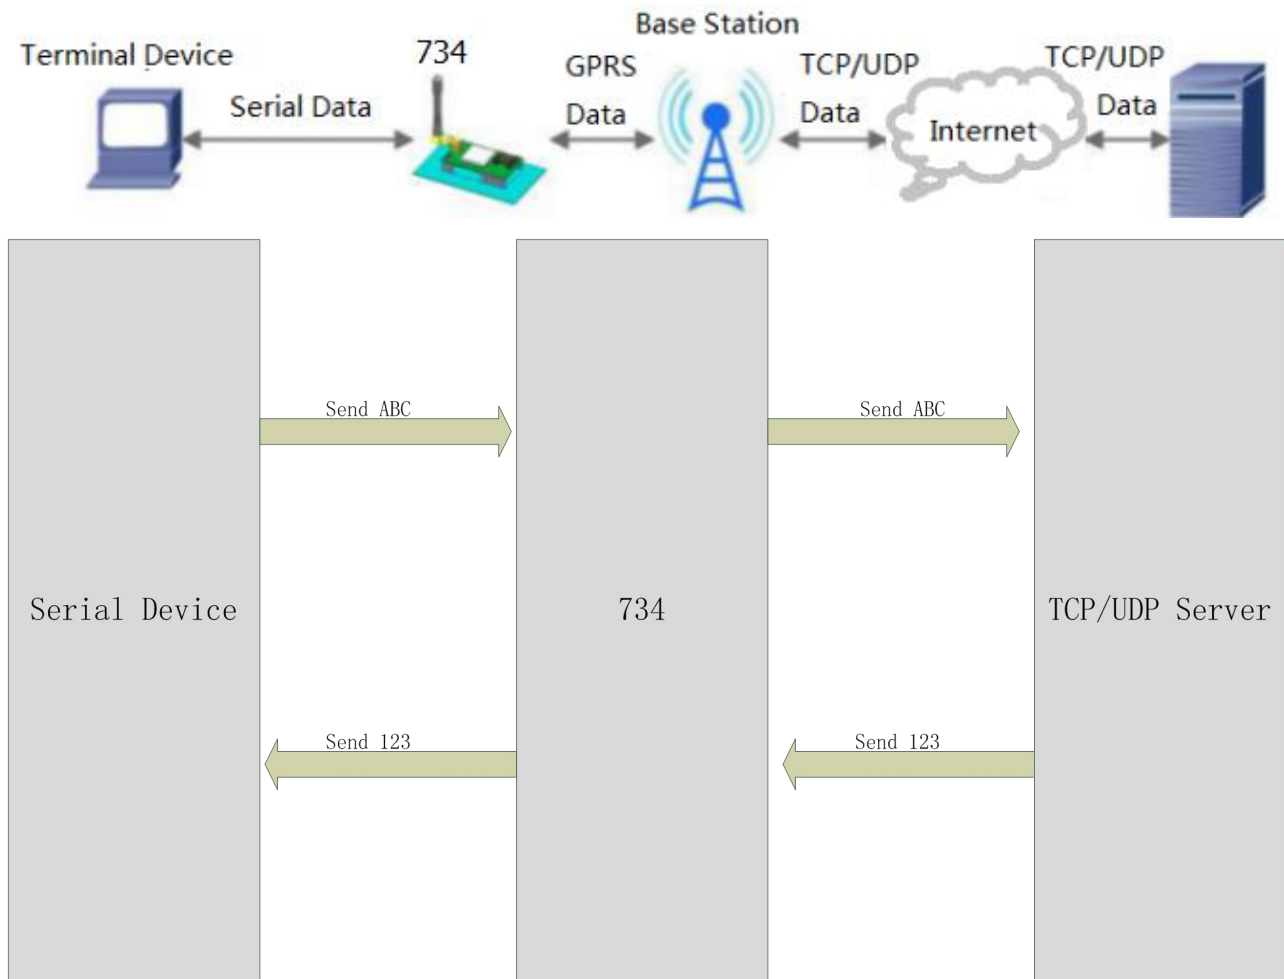 Base Station
Terminal Device
734
GPRS
Data
TCP/UDP
Data
TCP/UDP
Data
Serial Data
Internet
Send ABC
Send ABC
Serial Device
734
TCP/UDP Server
Send 123
Send 123